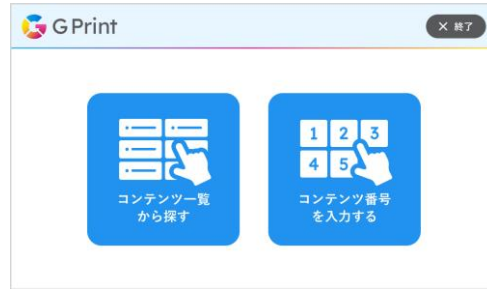 G Print
× 終了
1 2 3
4 5
コンテンツ一覧
から探す
コンテンツ番号
を入力する